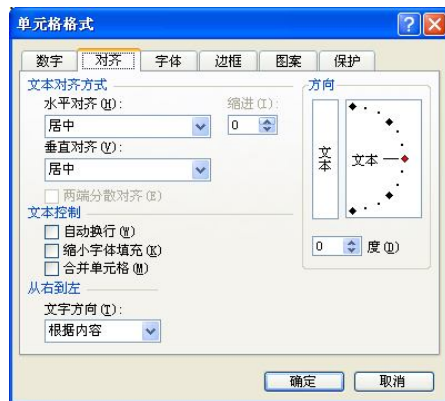 单元格格式
数字 对齐 字体 边框 图案 保护
文本对齐方式
水平对齐(H): 缩进(I):
居中 0
垂直对齐(V):
居中
两端分散对齐(E)
文本控制
自动换行(W)
缩小字体填充(K)
合并单元格(M)
从右到左
文字方向(T):
根据内容
方向
文本
文本
0 度(D)
确定 取消